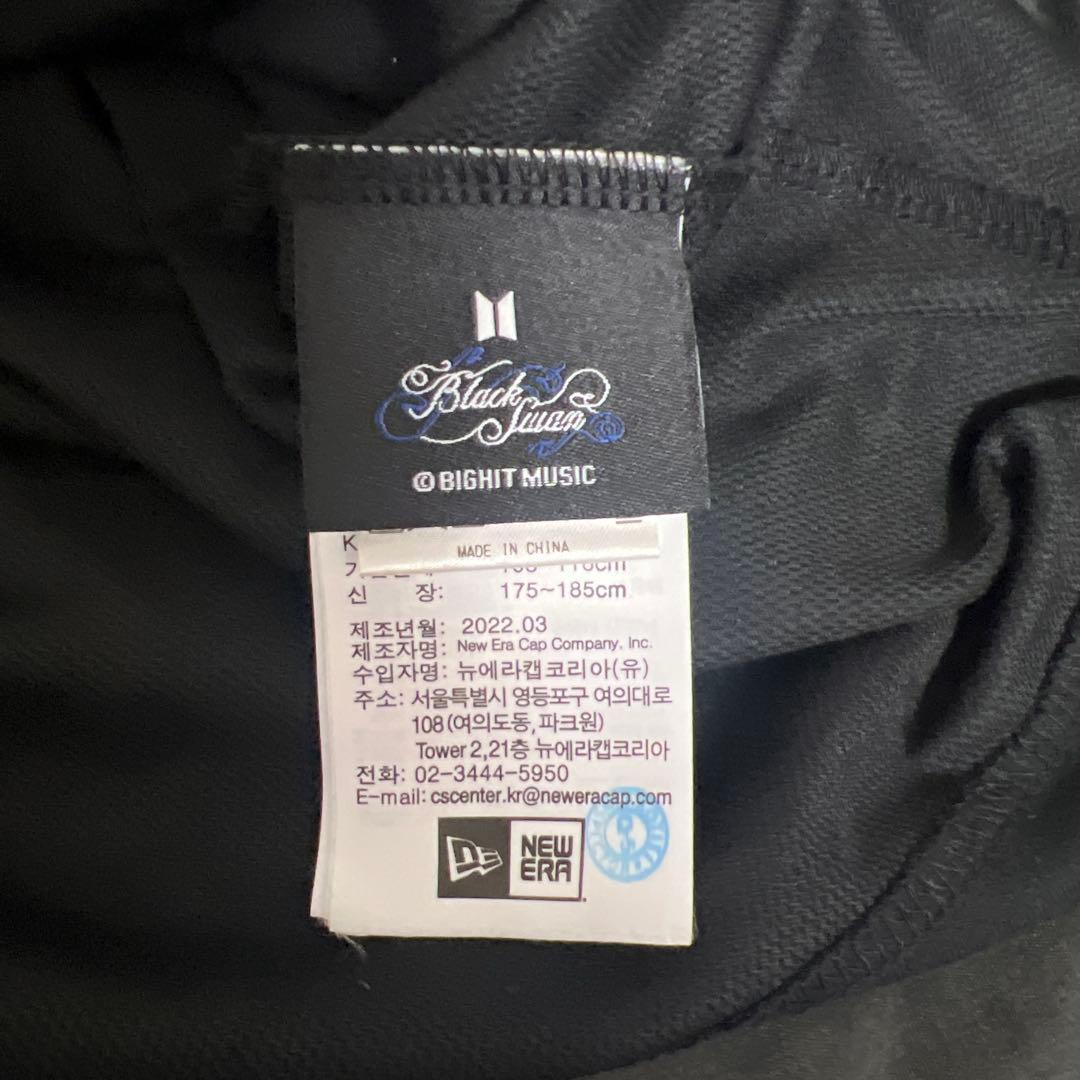 Black
Swan
© BIGHIT MUSIC
MADE IN CHINA
신 장: 175~185cm
제조년월: 2022.03
제조자명: New Era Cap Company, Inc.
수입자명: 뉴에라캡코리아(유)
주소: 서울특별시 영등포구 여의대로
108(여의도동,파크원)
Tower 2,21층 뉴에라캡코리아
전화: 02-3444-5950
E-mail: cscenter.kr@neweracap.com
NEW
ERA